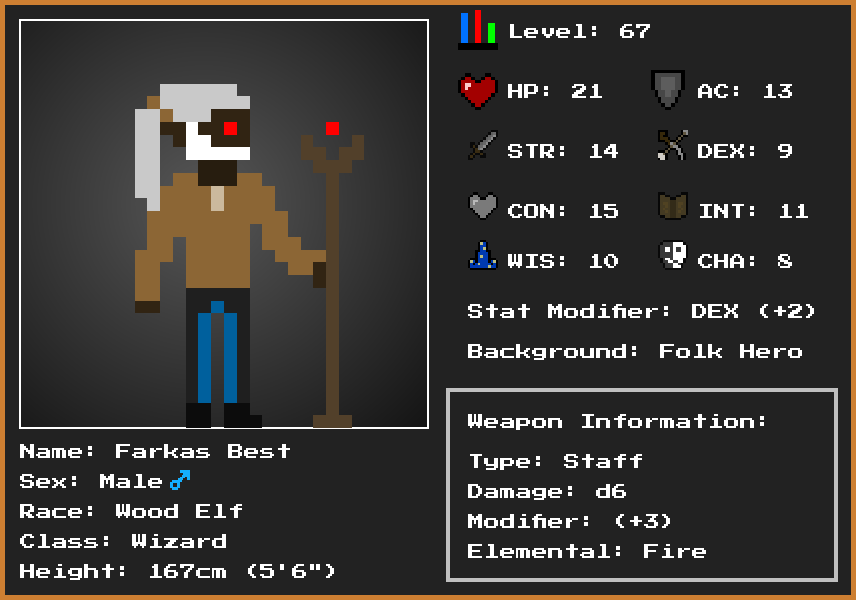 Level: 67
HP: 21
AC: 13
STR: 14
DEX: 9
CON: 15
INT: 11
WIS: 10
CHA: 8
Stat Modifier: DEX (+2)
Background: Folk Hero
Weapon Information:
Type: Staff
Damage: d6
Modifier: (+3)
Elemental: Fire
Name: Farkas Best
Sex: Male♂
Race: Wood Elf
Class: Wizard
Height: 167cm (5'6")